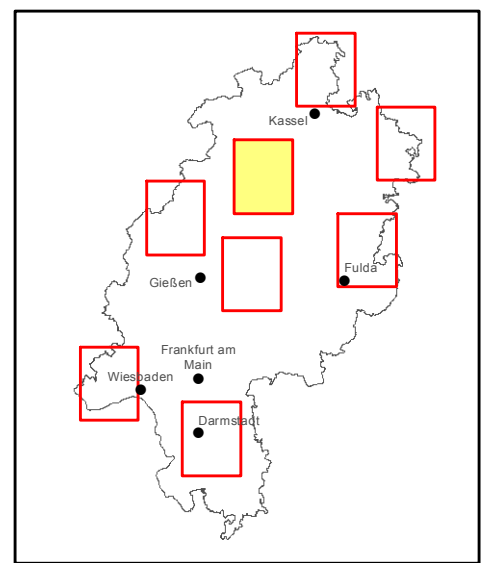 Kassel
Fulda
Gießen
Frankfurt am
Main
Wiesbaden
Darmstadt